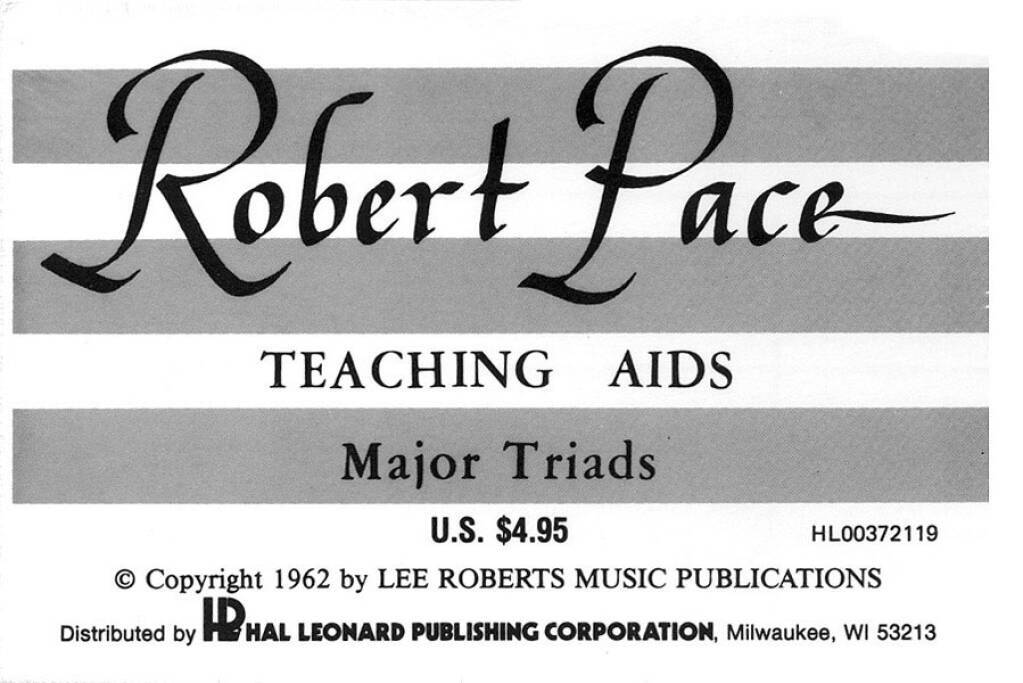 Robert Pace
TEACHING AIDS
Major Triads
U.S. $4.95
HL00372119
© Copyright 1962 by LEE ROBERTS MUSIC PUBLICATIONS
Distributed by HL HAL LEONARD PUBLISHING CORPORATION, Milwaukee, WI 53213